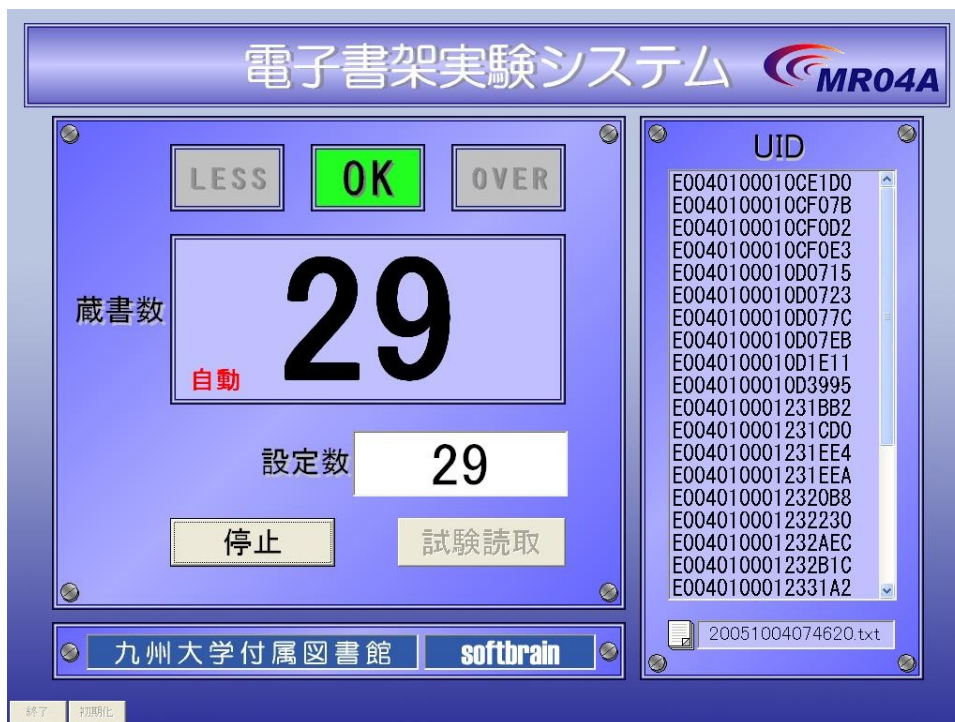 電子書架実験システム
MR04A
LESS
OK
OVER
蔵書数
29
自動
設定数
29
停止
試験読取
九州大学付属図書館
softbrain
UID
E0040100010CE1D0
E0040100010CF07B
E0040100010CF0D2
E0040100010CF0E3
E0040100010D0715
E0040100010D0723
E0040100010D077C
E0040100010D07EB
E0040100010D1E11
E0040100010D3995
E004010001231BB2
E004010001231CD0
E004010001231EE4
E004010001231EEA
E0040100012320B8
E004010001232230
E004010001232AEC
E004010001232B1C
E0040100012331A2
20051004074620.txt
終了
初期化